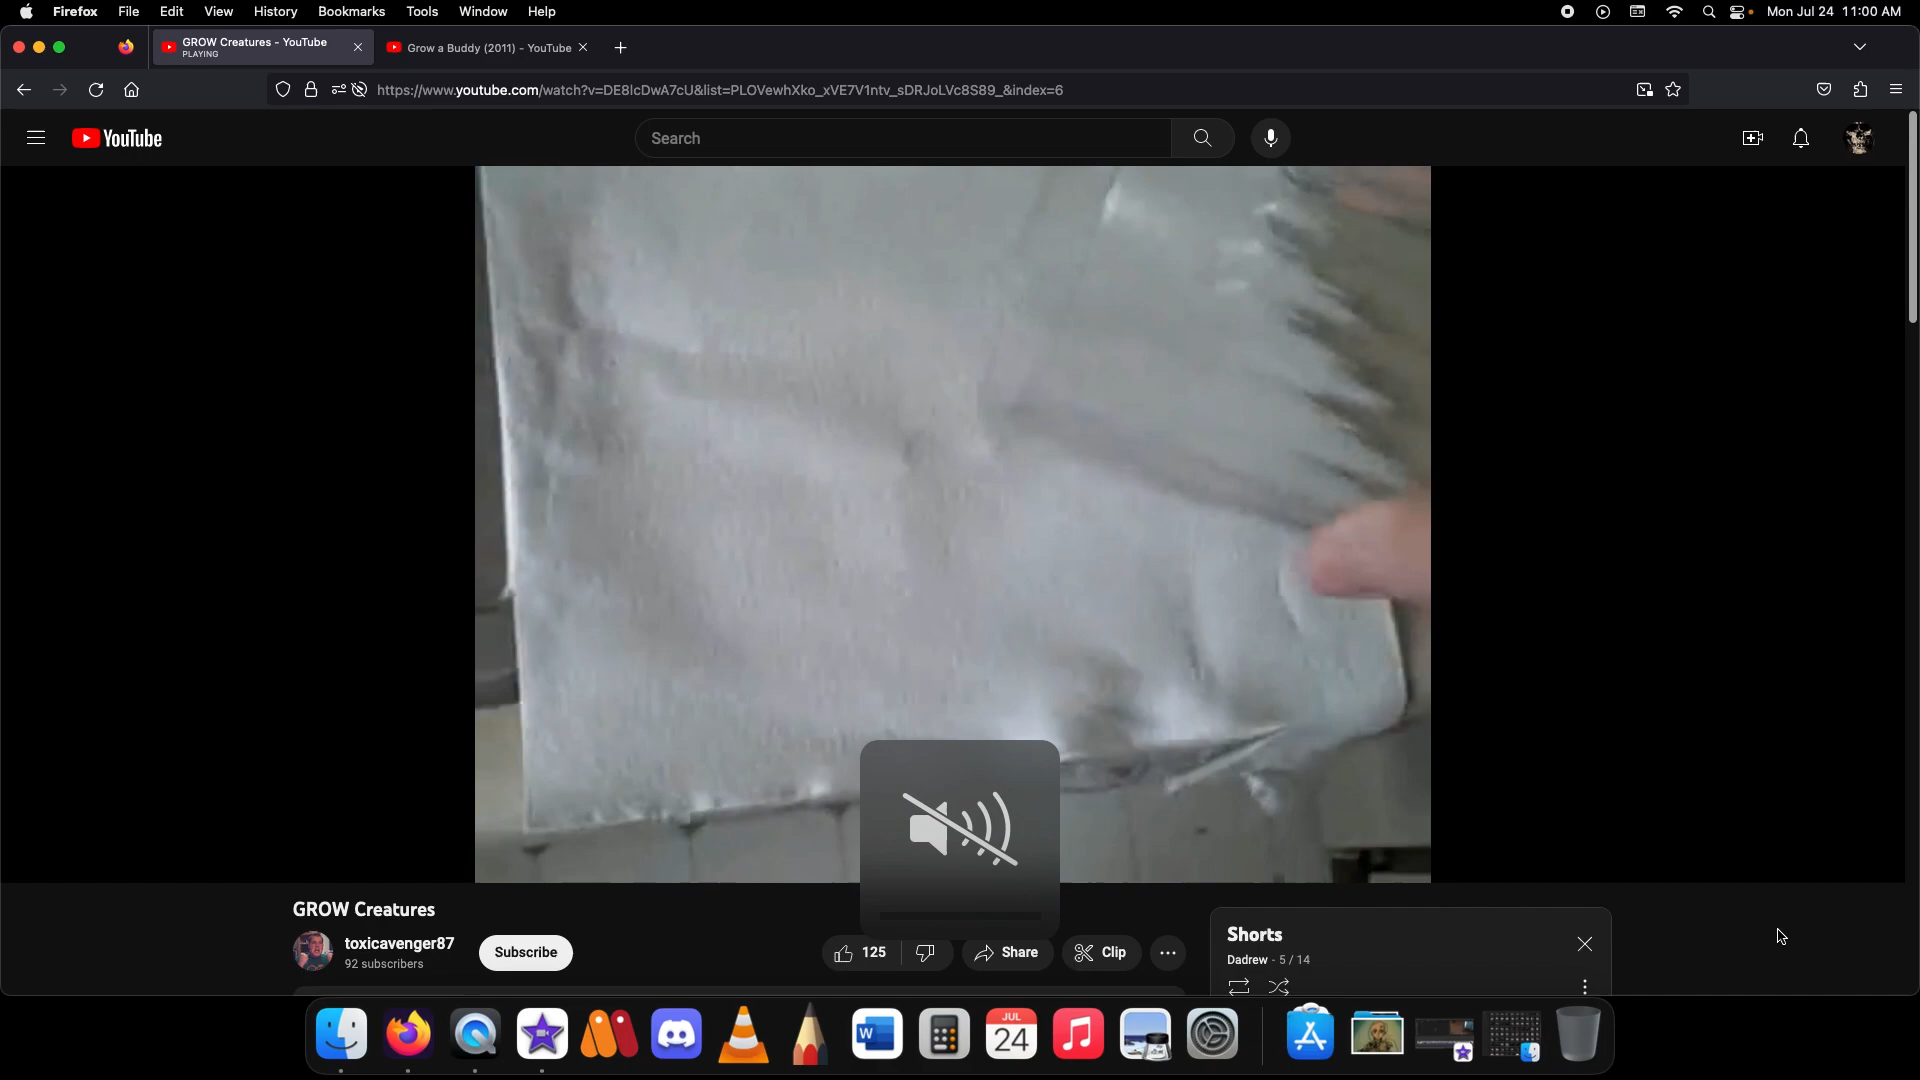 Firefox File Edit View History Bookmarks Tools Window Help Mon Jul 24 11:00 AM
GROW Creatures - YouTube
PLAYING
Grow a Buddy (2011) - YouTube
https://www.youtube.com/watch?v=DE8lcDwA7cU&list=PLOVewhXko_xVE7V1ntv_sDRJoLVc8S89_&index=6
YouTube
Search
GROW Creatures
toxicavenger87
92 subscribers
Subscribe
125
Share
Clip
Shorts
Dadrew - 5 / 14
W
JUL
24